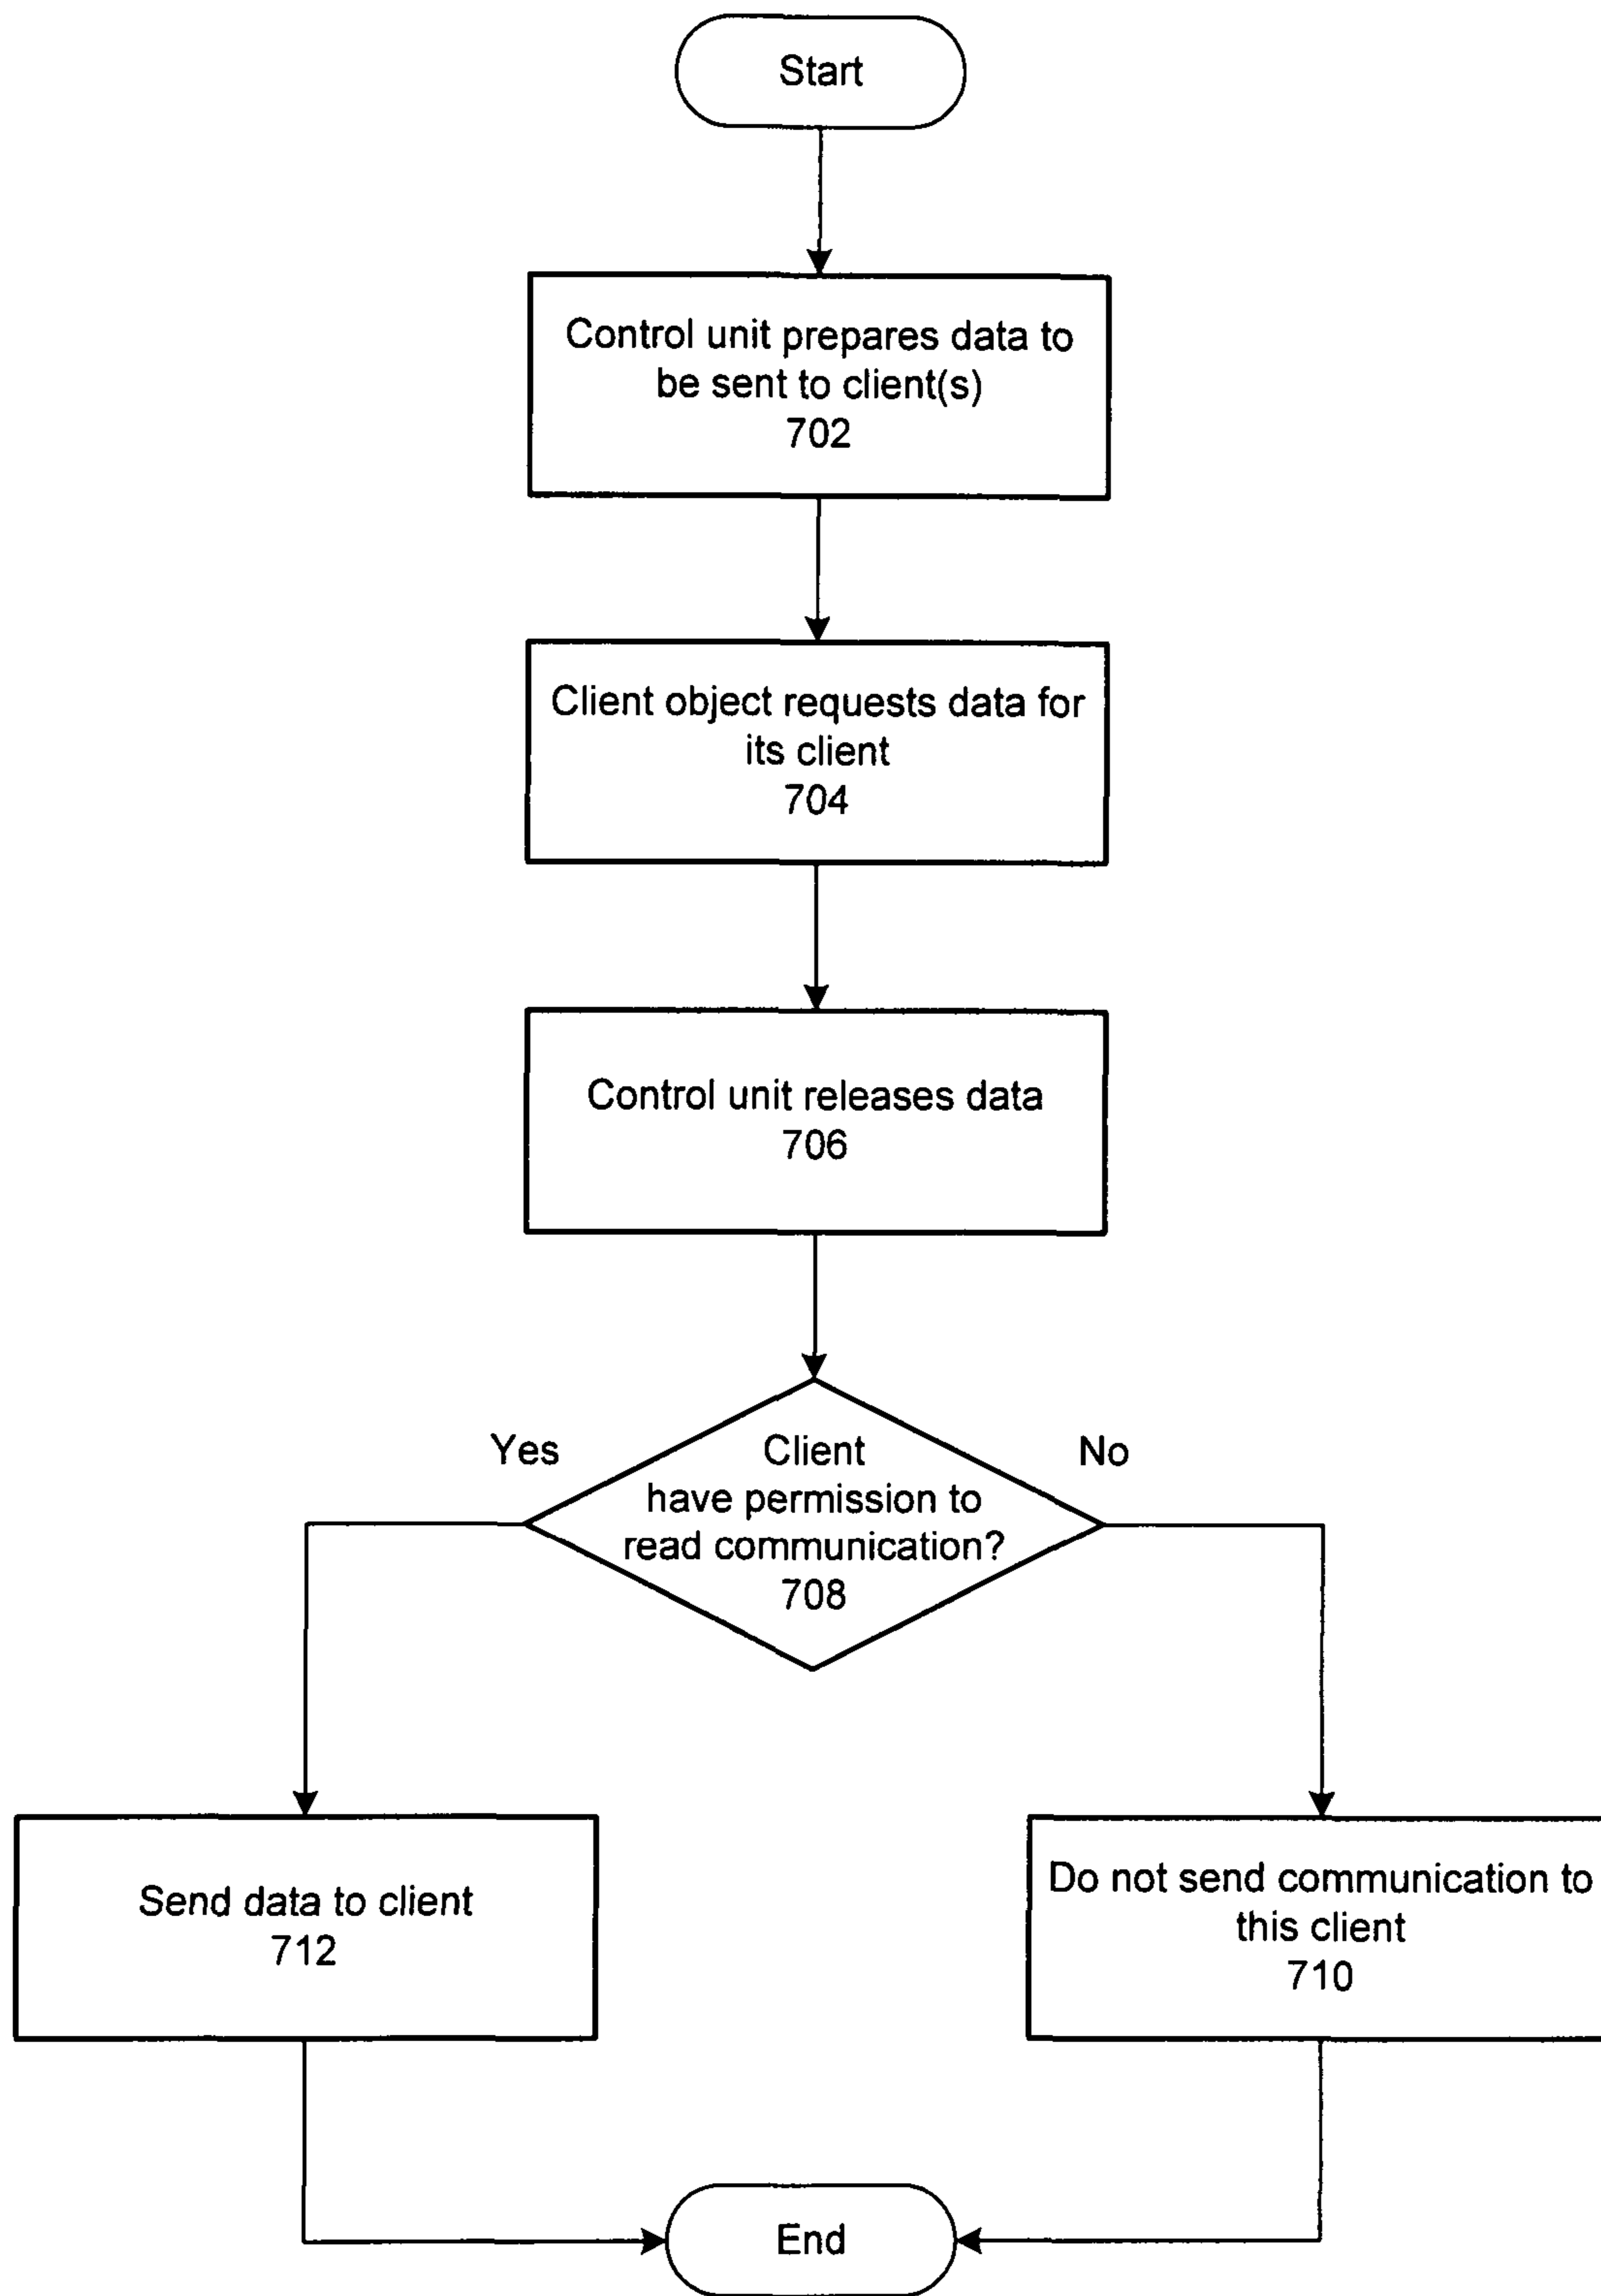 Start
Control unit prepares data to
be sent to client(s)
702
Client object requests data for
its client
704
Control unit releases data
706
Yes
Client
have permission to
read communication?
708
No
Send data to client
712
Do not send communication to
this client
710
End